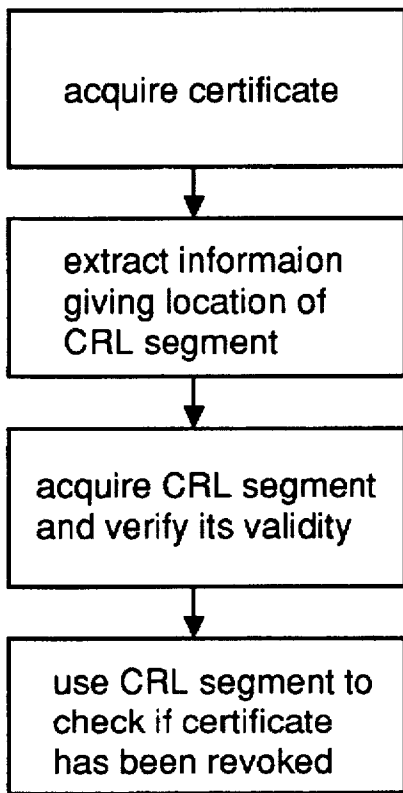 acquire certificate
extract informaion
giving location of
CRL segment
acquire CRL segment
and verify its validity
use CRL segment to
check if certificate
has been revoked